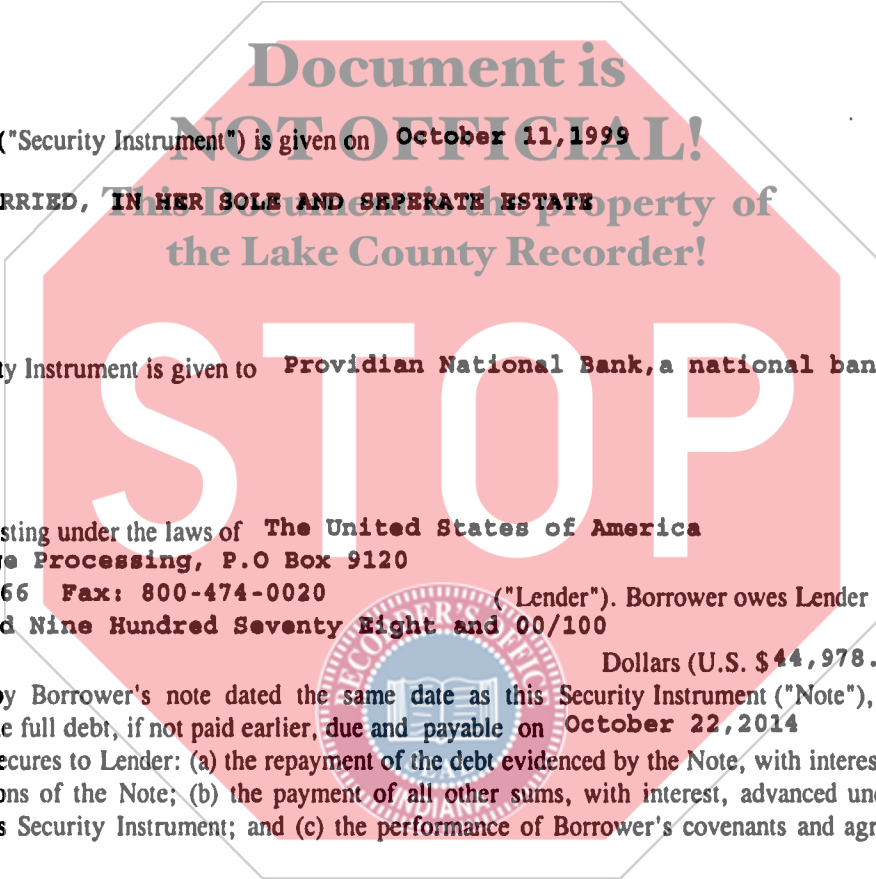 Document is
("Security Instrument") is given on October 11,1999
NOT OFFICIAL!
RRIED, IN HER SOLE AND SEPERATE ESTATE
This Document is the property of
the Lake County Recorder!
STOP
ty Instrument is given to Providian National Bank,a national ban
sting under the laws of The United States of America
e Processing, P.O Box 9120
66 Fax: 800-474-0020 ("Lender"). Borrower owes Lender
d Nine Hundred Seventy Eight and 00/100
Dollars (U.S. $44,978.
by Borrower's note dated the same date as this Security Instrument ("Note"),
e full debt, if not paid earlier, due and payable on October 22,2014
ecures to Lender: (a) the repayment of the debt evidenced by the Note, with interes
ons of the Note; (b) the payment of all other sums, with interest, advanced un
s Security Instrument; and (c) the performance of Borrower's covenants and agr
RECORDER'S OFFIC
INDIANA